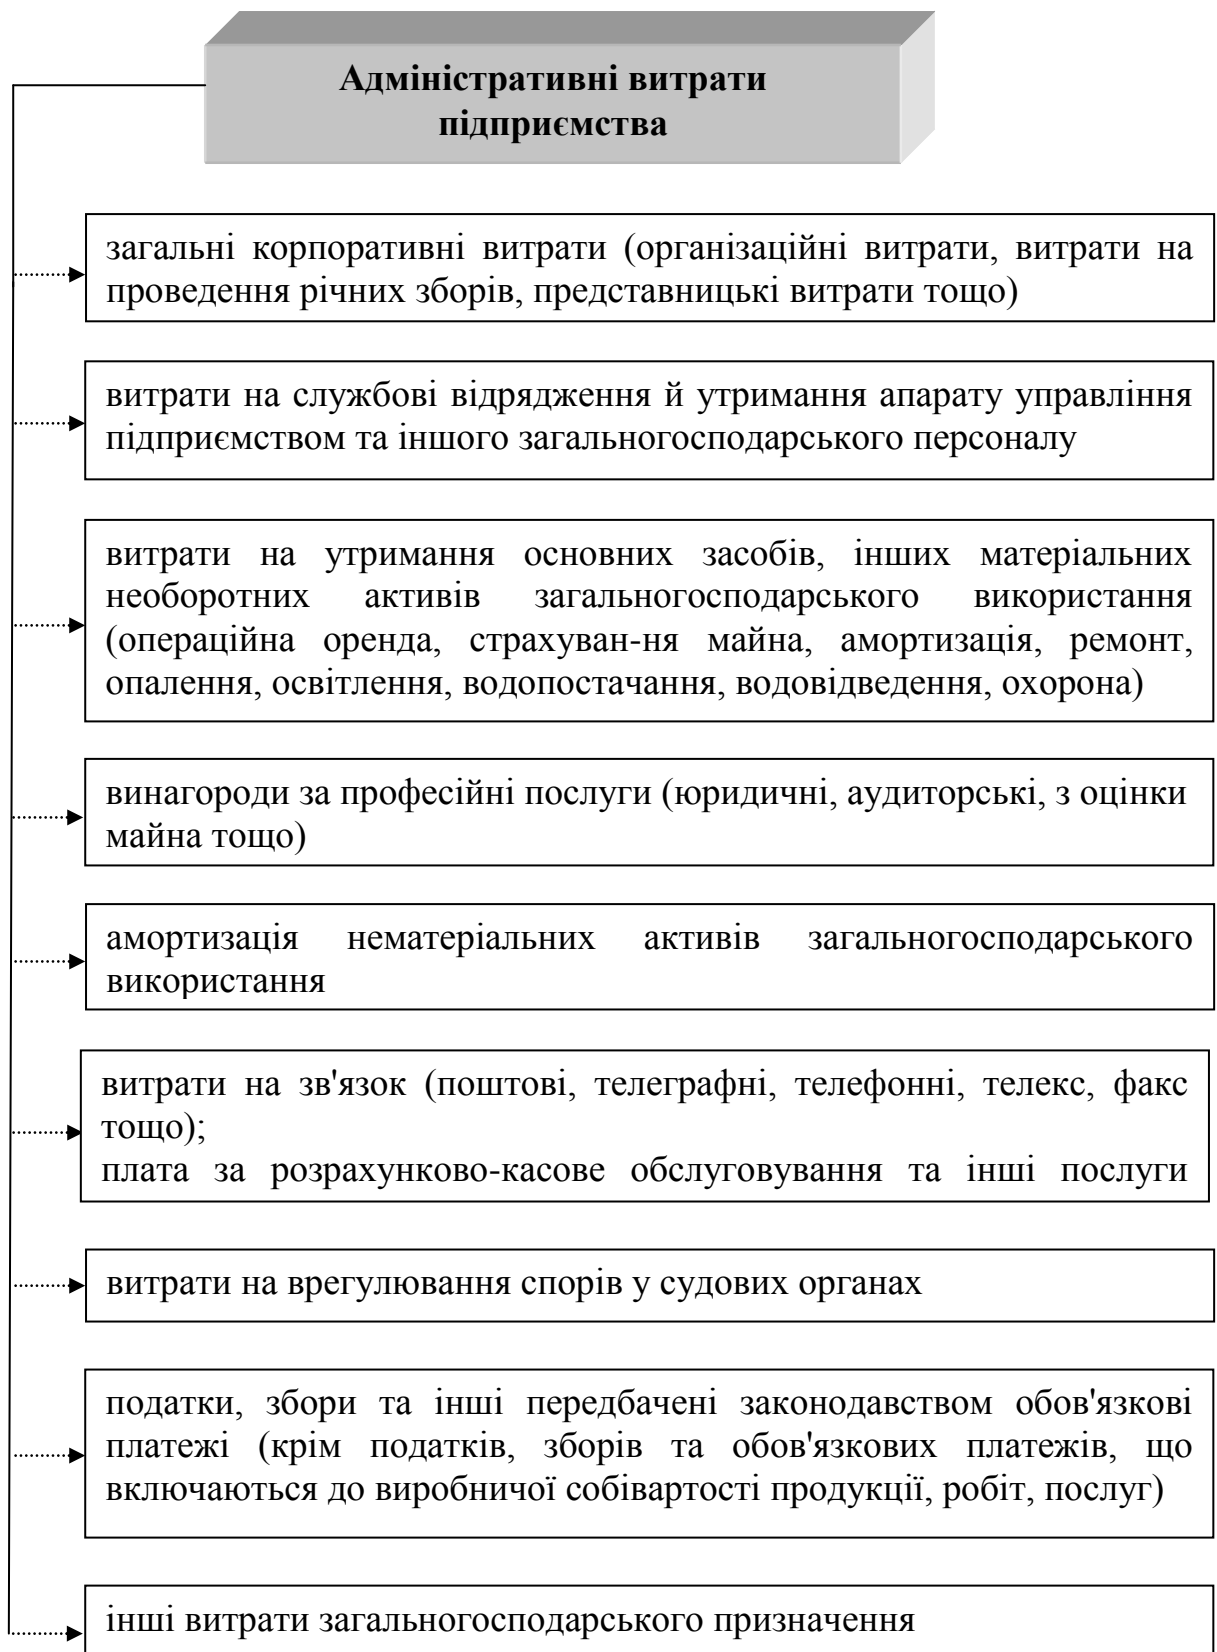 Адміністративні витрати
підприємства
загальні корпоративні витрати (організаційні витрати, витрати на
проведення річних зборів, представницькі витрати тощо)
витрати на службові відрядження й утримання апарату управління
підприємством та іншого загальногосподарського персоналу
витрати на утримання основних засобів, інших матеріальних
необоротних активів загальногосподарського використання
(операційна оренда, страхуван-ня майна, амортизація, ремонт,
опалення, освітлення, водопостачання, водовідведення, охорона)
винагороди за професійні послуги (юридичні, аудиторські, з оцінки
майна тощо)
амортизація нематеріальних активів загальногосподарського
використання
витрати на зв'язок (поштові, телеграфні, телефонні, телекс, факс
тощо);
плата за розрахунково-касове обслуговування та інші послуги
витрати на врегулювання спорів у судових органах
податки, збори та інші передбачені законодавством обов'язкові
платежі (крім податків, зборів та обов'язкових платежів, що
включаються до виробничої собівартості продукції, робіт, послуг)
інші витрати загальногосподарського призначення